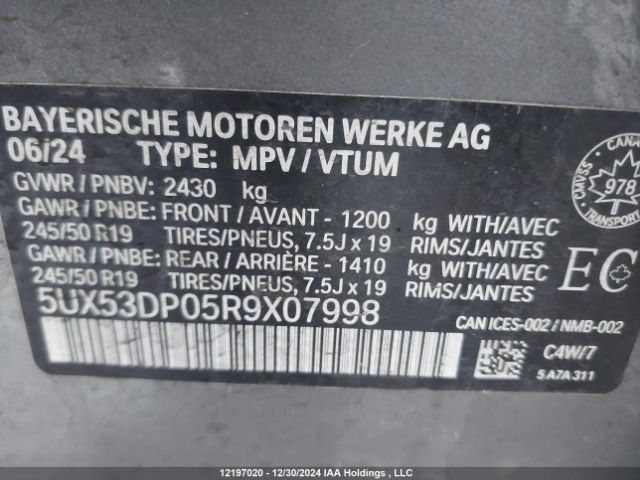 BAYERISCHE MOTOREN WERKE AG
06/24 TYPE: MPV / VTUM
GVWR / PNBV: 2430 kg
GAWR / PNBE: FRONT / AVANT - 1200 kg WITH/AVEC
245/50 R19 TIRES/PNEUS, 7.5J x 19 RIMS/JANTES
GAWR / PNBE: REAR / ARRIÈRE - 1410 kg WITH/AVEC
245/50 R19 TIRES/PNEUS, 7.5J x 19 RIMS/JANTES
5UX53DP05R9X07998
CMVSS CANADA
978
TRANSPORT
EC
CAN ICES-002 / NMB-002
C4W/7
5A7A311
12197020 - 12/30/2024 IAA Holdings , LLC